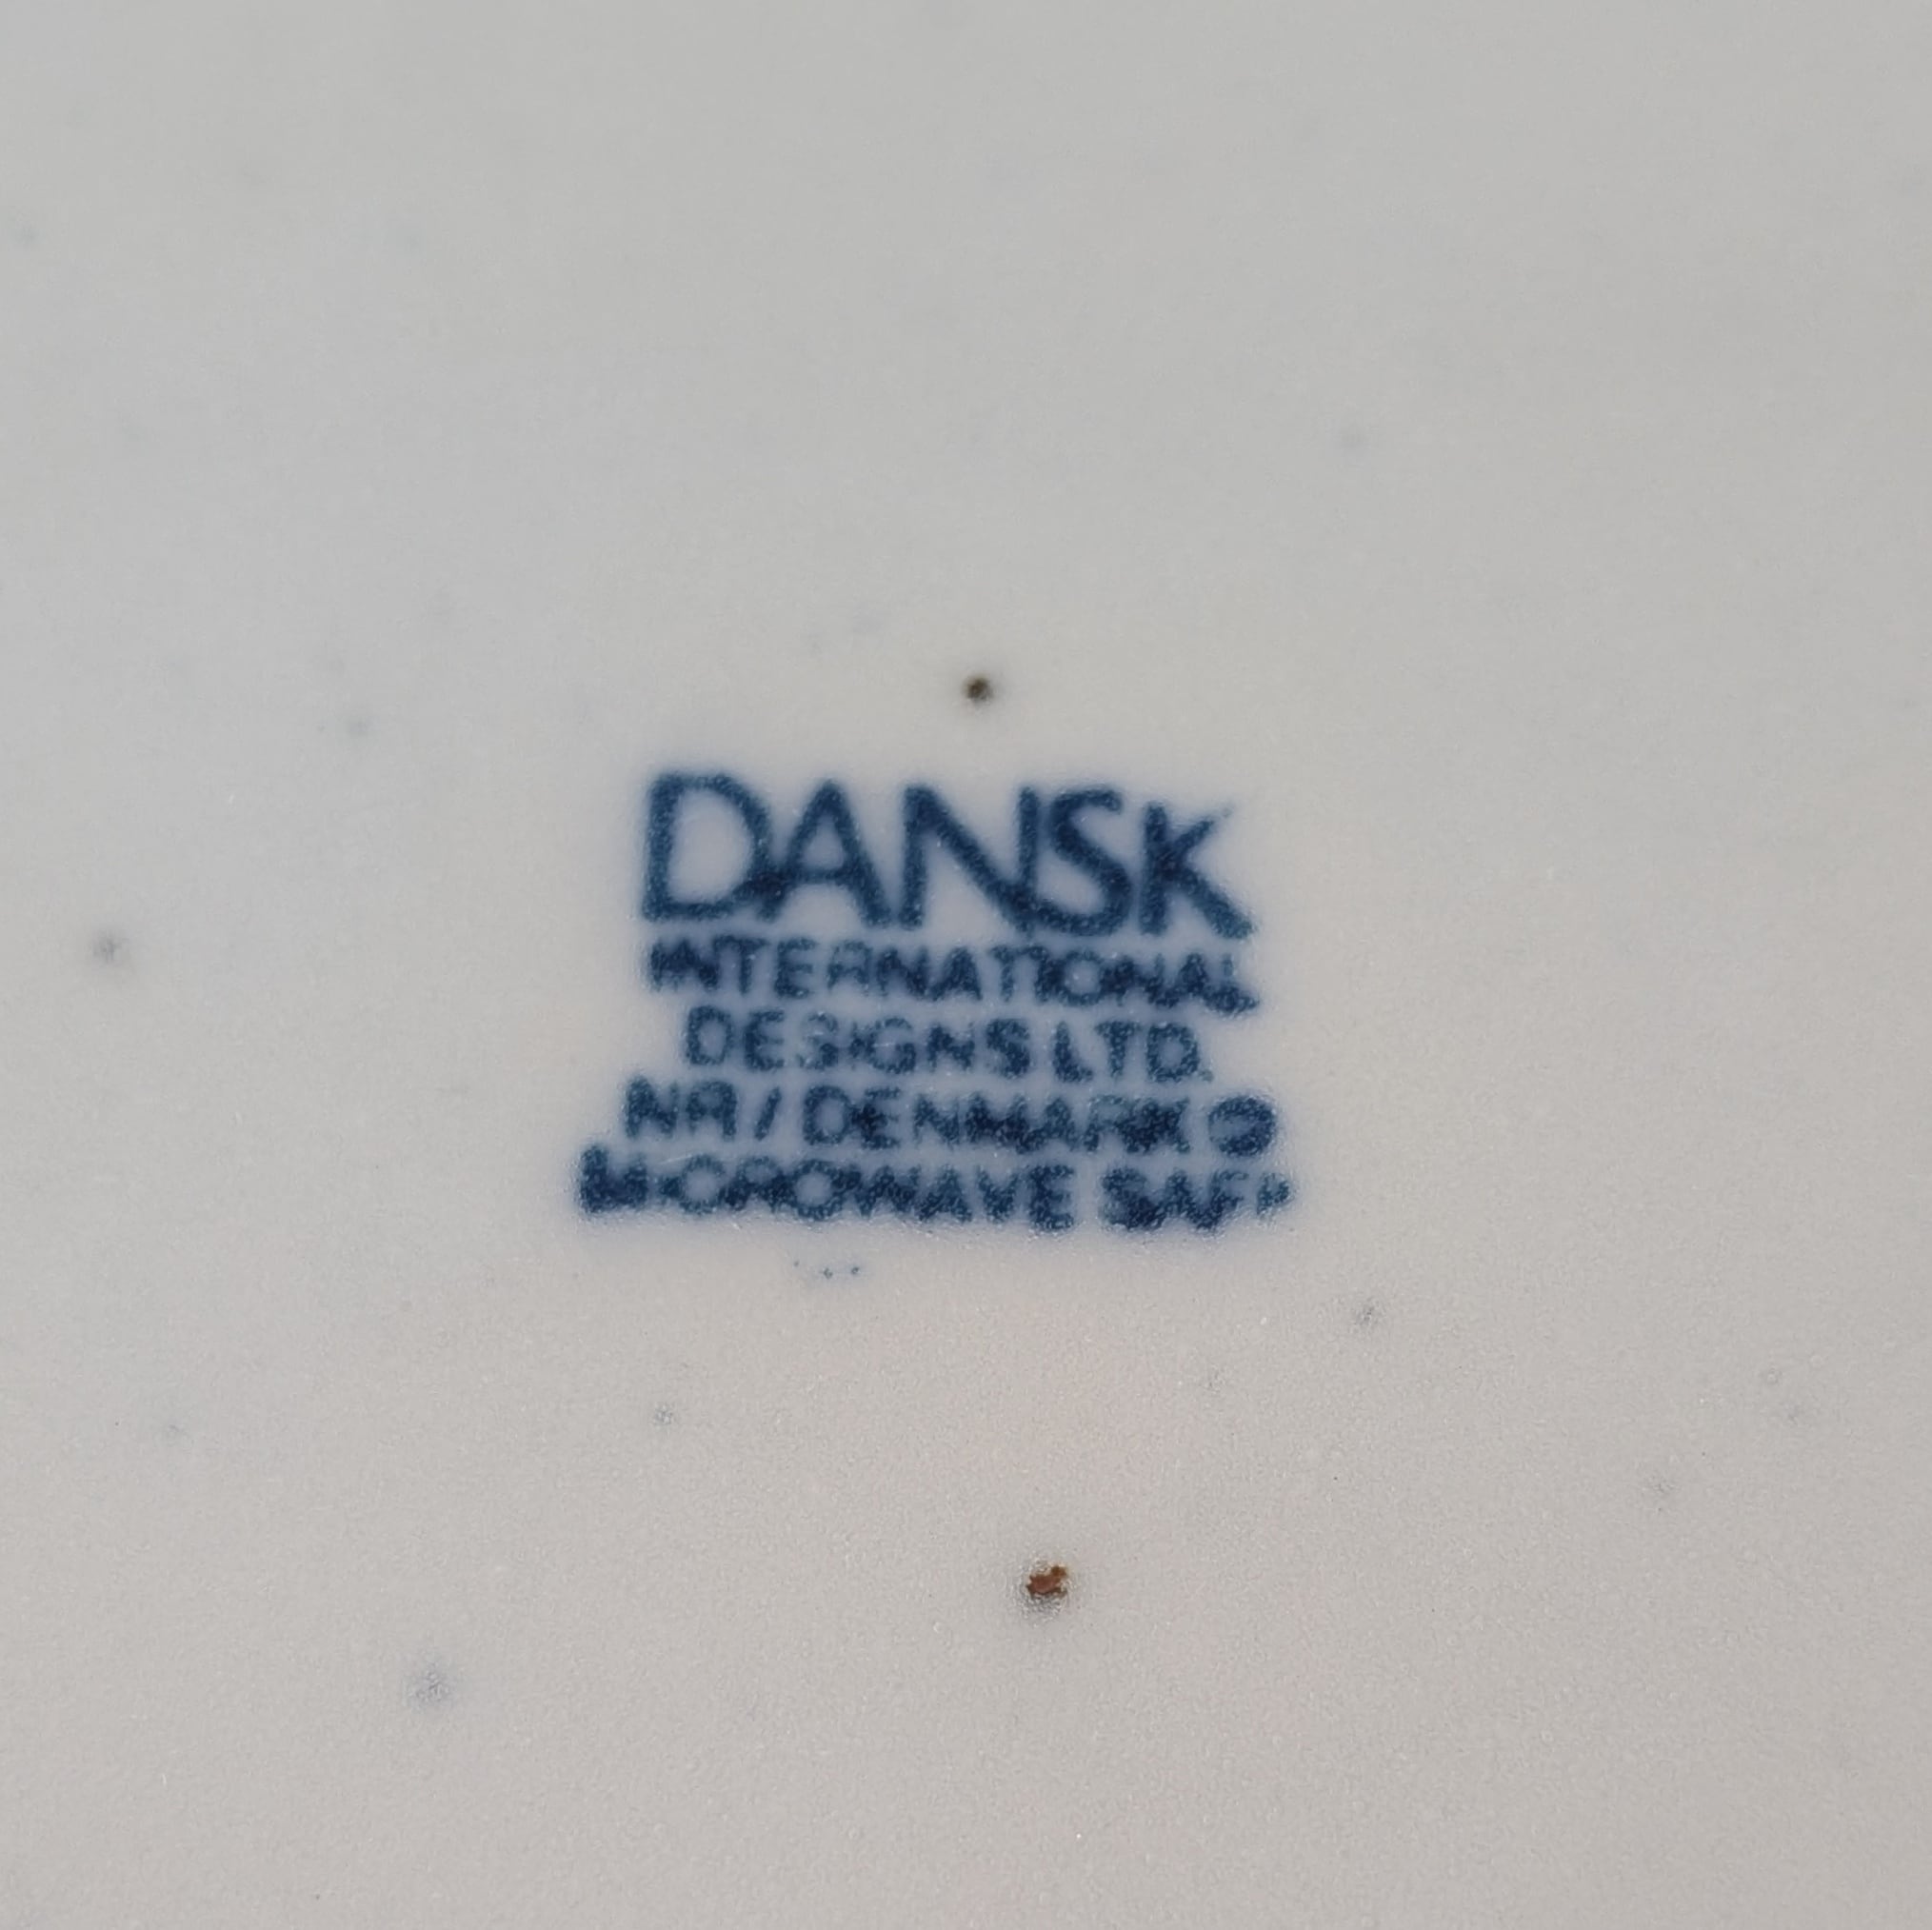 DANSK
INTERNATIONAL
DESIGNS LTD.
NR / DENMARK ©
MICROWAVE SAFE